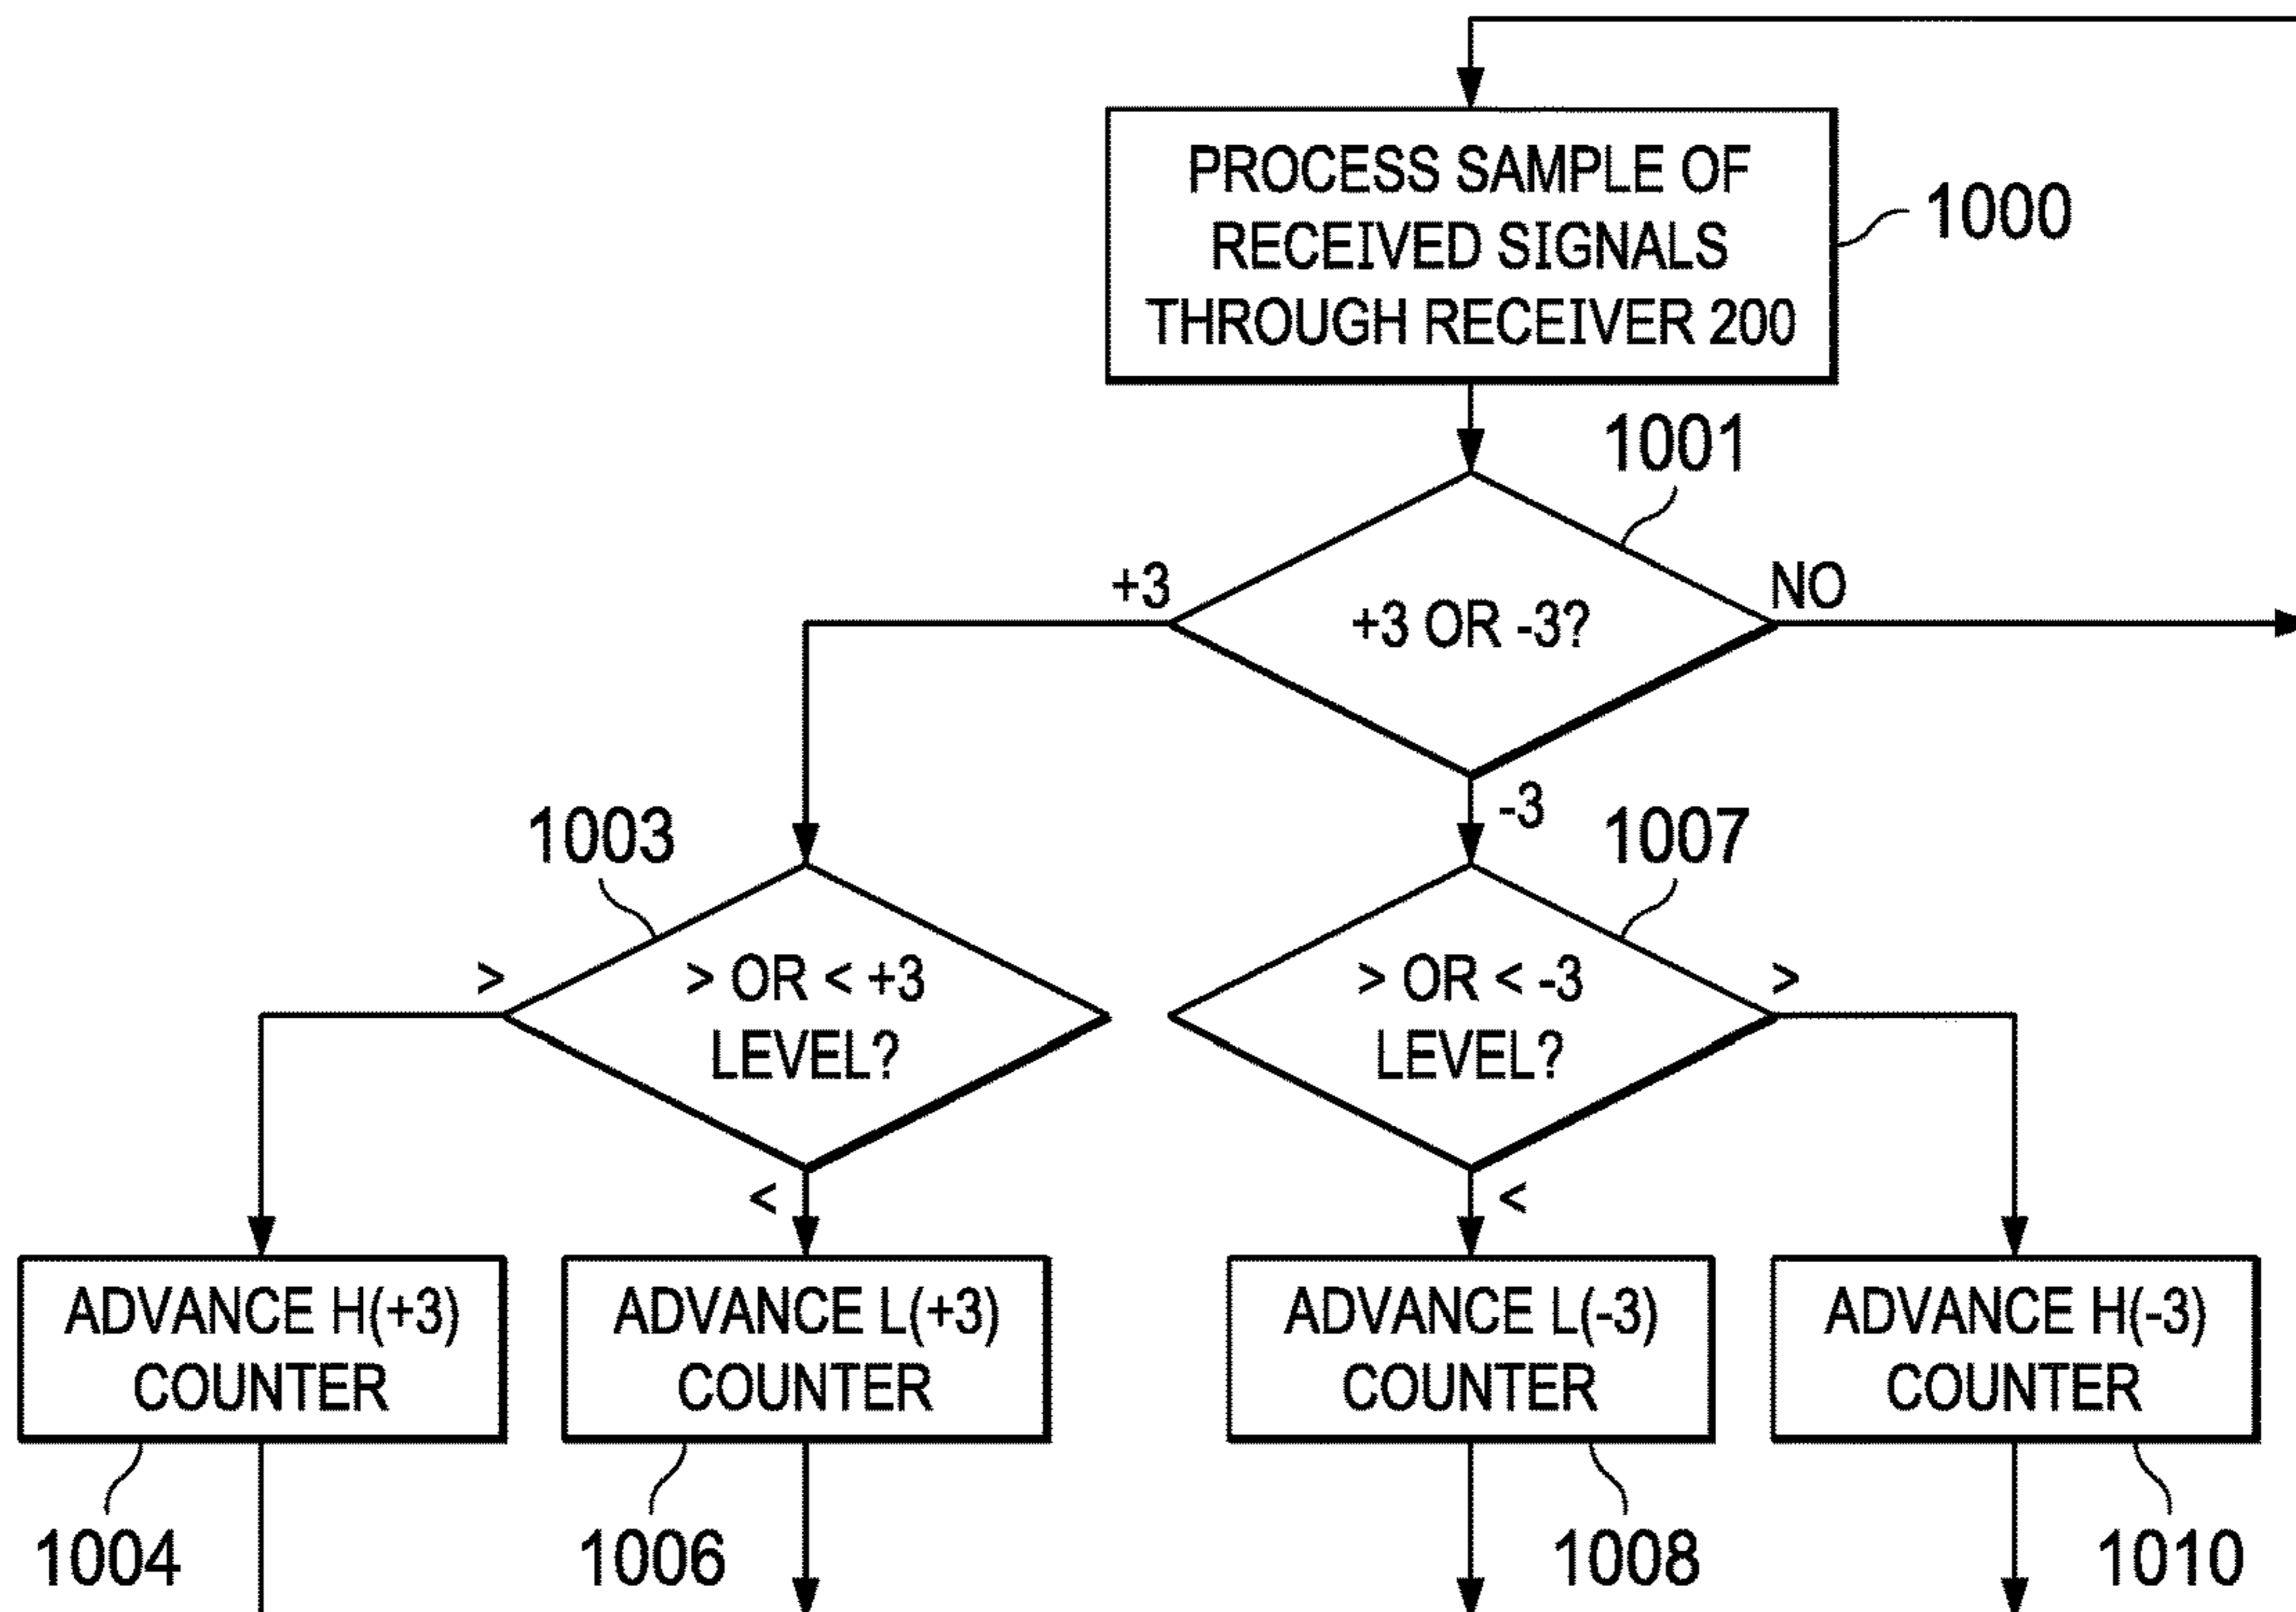 PROCESS SAMPLE OF
RECEIVED SIGNALS
THROUGH RECEIVER 200
1000
1001
+3
+3 OR -3?
NO
-3
1003
1007
>
> OR < +3
LEVEL?
<
> OR < -3
LEVEL?
>
<
ADVANCE H(+3)
COUNTER
ADVANCE L(+3)
COUNTER
ADVANCE L(-3)
COUNTER
ADVANCE H(-3)
COUNTER
1004
1006
1008
1010